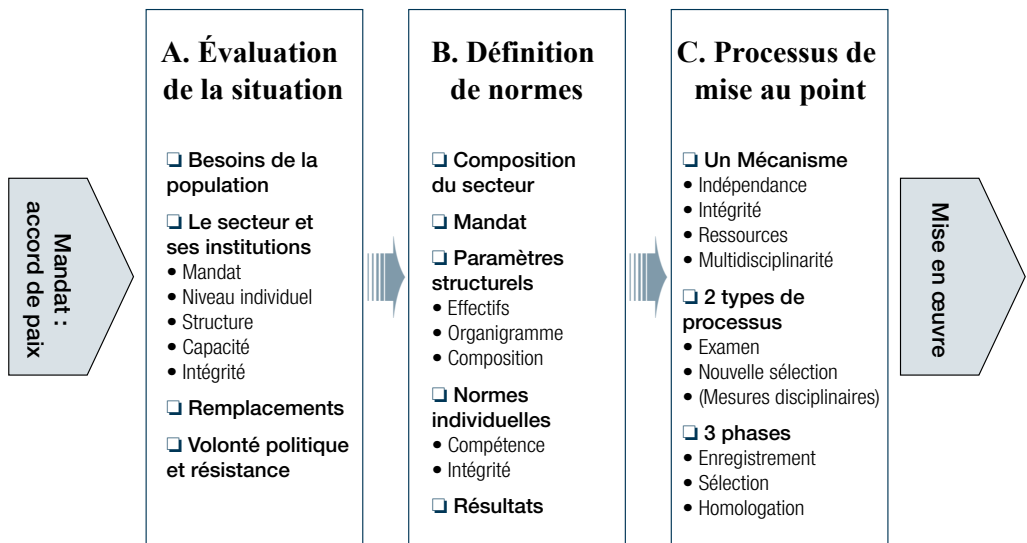 Mandat :
accord de paix
A. Évaluation
de la situation
❏ Besoins de la
population
❏ Le secteur et
ses institutions
• Mandat
• Niveau individuel
• Structure
• Capacité
• Intégrité
❏ Remplacements
❏ Volonté politique
et résistance
B. Définition
de normes
❏ Composition
du secteur
❏ Mandat
❏ Paramètres
structurels
• Effectifs
• Organigramme
• Composition
❏ Normes
individuelles
• Compétence
• Intégrité
❏ Résultats
C. Processus de
mise au point
❏ Un Mécanisme
• Indépendance
• Intégrité
• Ressources
• Multidisciplinarité
❏ 2 types de
processus
• Examen
• Nouvelle sélection
• (Mesures disciplinaires)
❏ 3 phases
• Enregistrement
• Sélection
• Homologation
Mise en œuvre